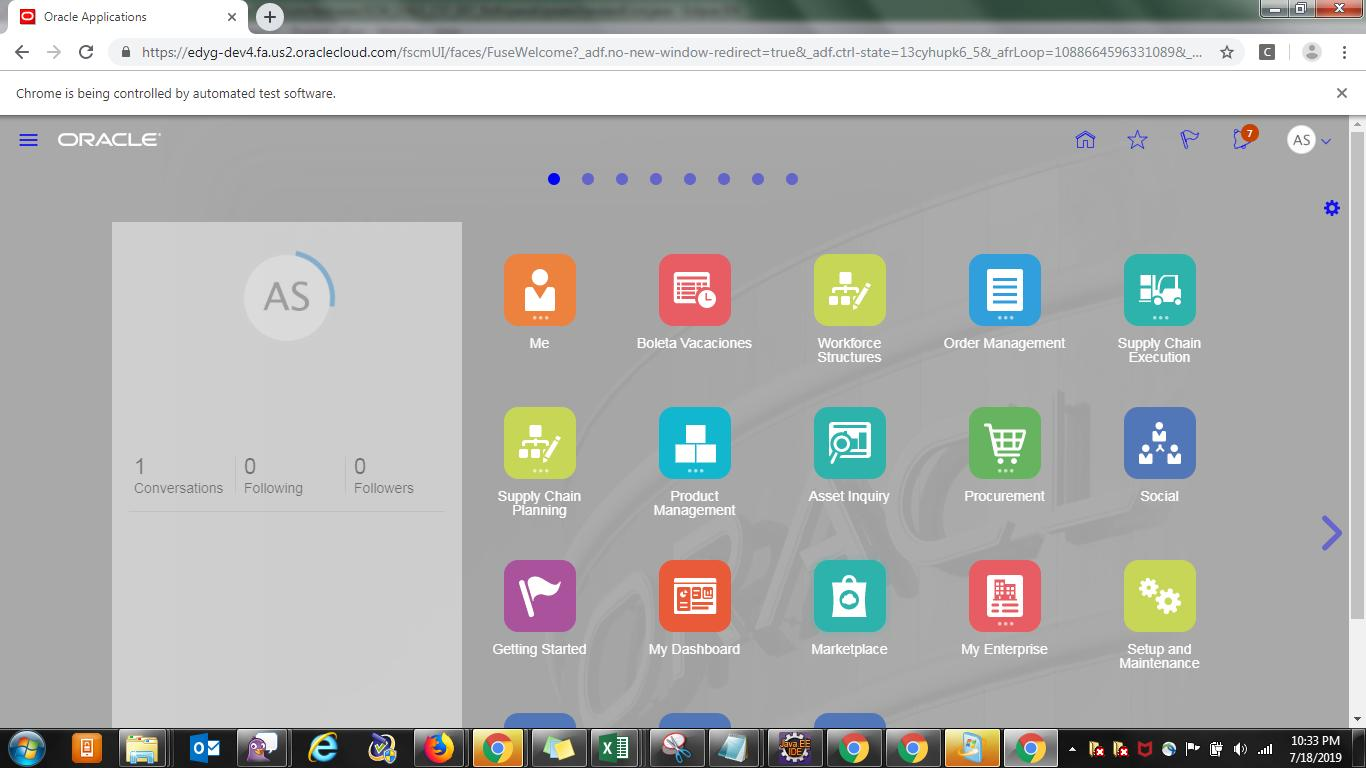 Oracle Applications
https://edyg-dev4.fa.us2.oraclecloud.com/fscmUI/faces/FuseWelcome?_adf.no-new-window-redirect=true&_adf.ctrl-state=13cyhupk6_5&_afrLoop=1088664596331089&_...
C
Chrome is being controlled by automated test software.
ORACLE
7
AS
AS
1
0
0
Conversations
Following
Followers
Me
Boleta Vacaciones
Workforce
Structures
Order Management
Supply Chain
Execution
Supply Chain
Planning
Product
Management
Asset Inquiry
Procurement
Social
Getting Started
My Dashboard
Marketplace
My Enterprise
Setup and
Maintenance
ORACL
Java EE
IDE
10:33 PM
7/18/2019